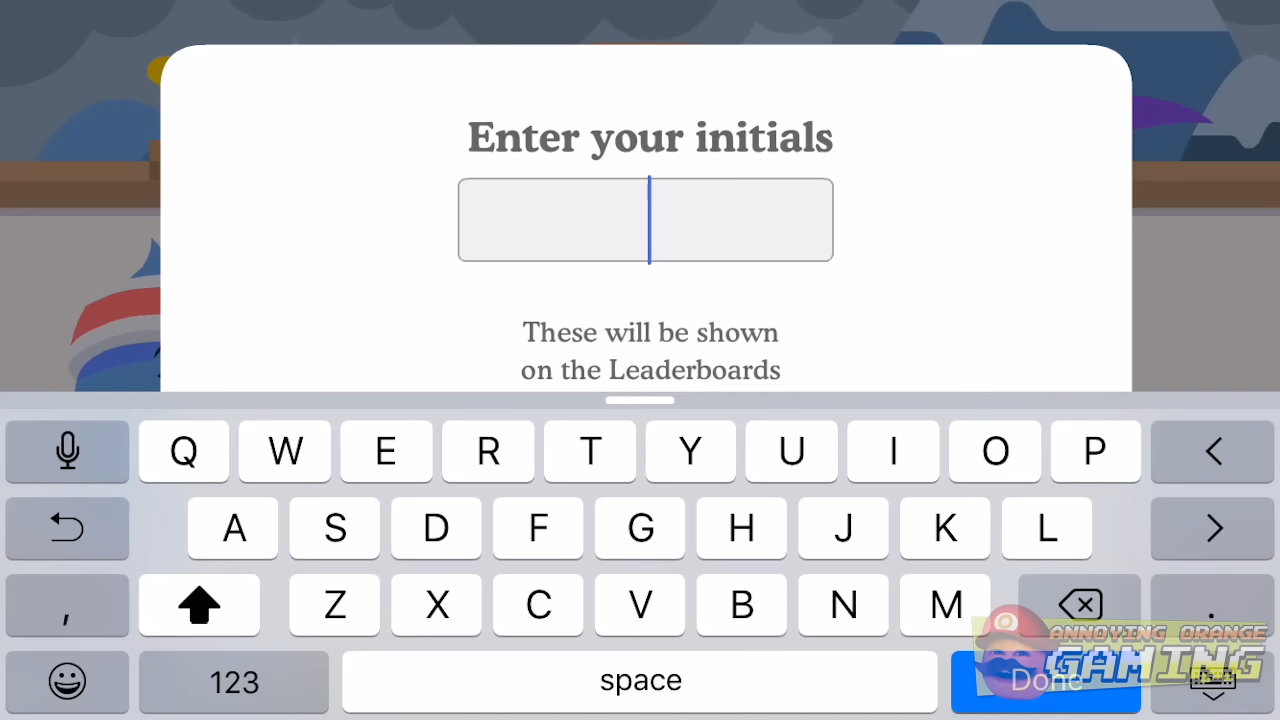 Enter your initials
These will be shown
on the Leaderboards
Q W E R T Y U I O P <
A S D F G H J K L >
, Z X C V B N M .
123 space Done
ANNOYING ORANGE
GAMING